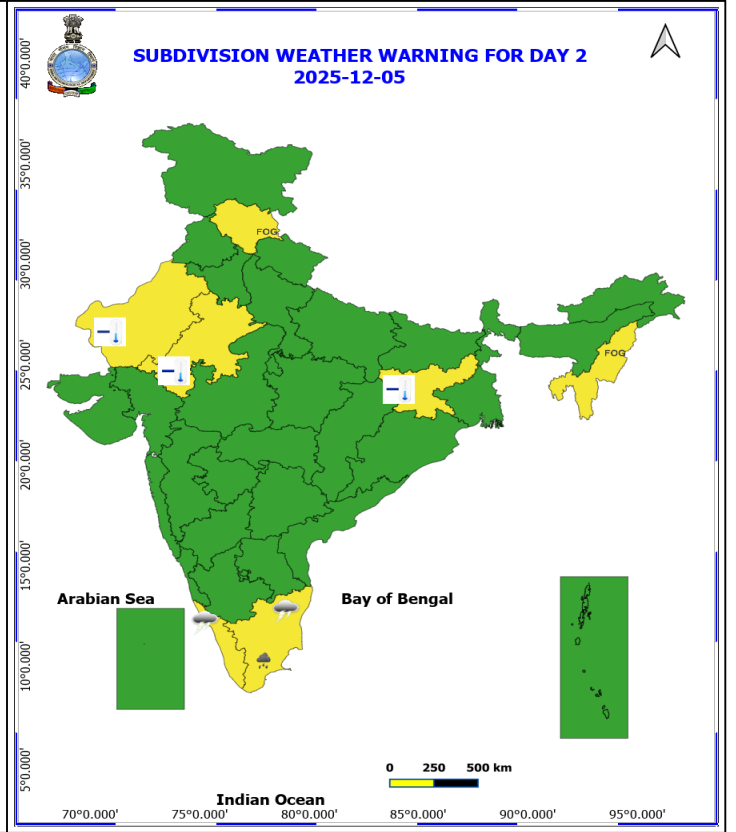 SUBDIVISION WEATHER WARNING FOR DAY 2
2025-12-05
40°0.000'
35°0.000'
FOG
30°0.000'
FOG
25°0.000'
20°0.000'
15°0.000'
Arabian Sea
Bay of Bengal
10°0.000'
5°0.000'
0 250 500 km
Indian Ocean
70°0.000' 75°0.000' 80°0.000' 85°0.000' 90°0.000' 95°0.000'